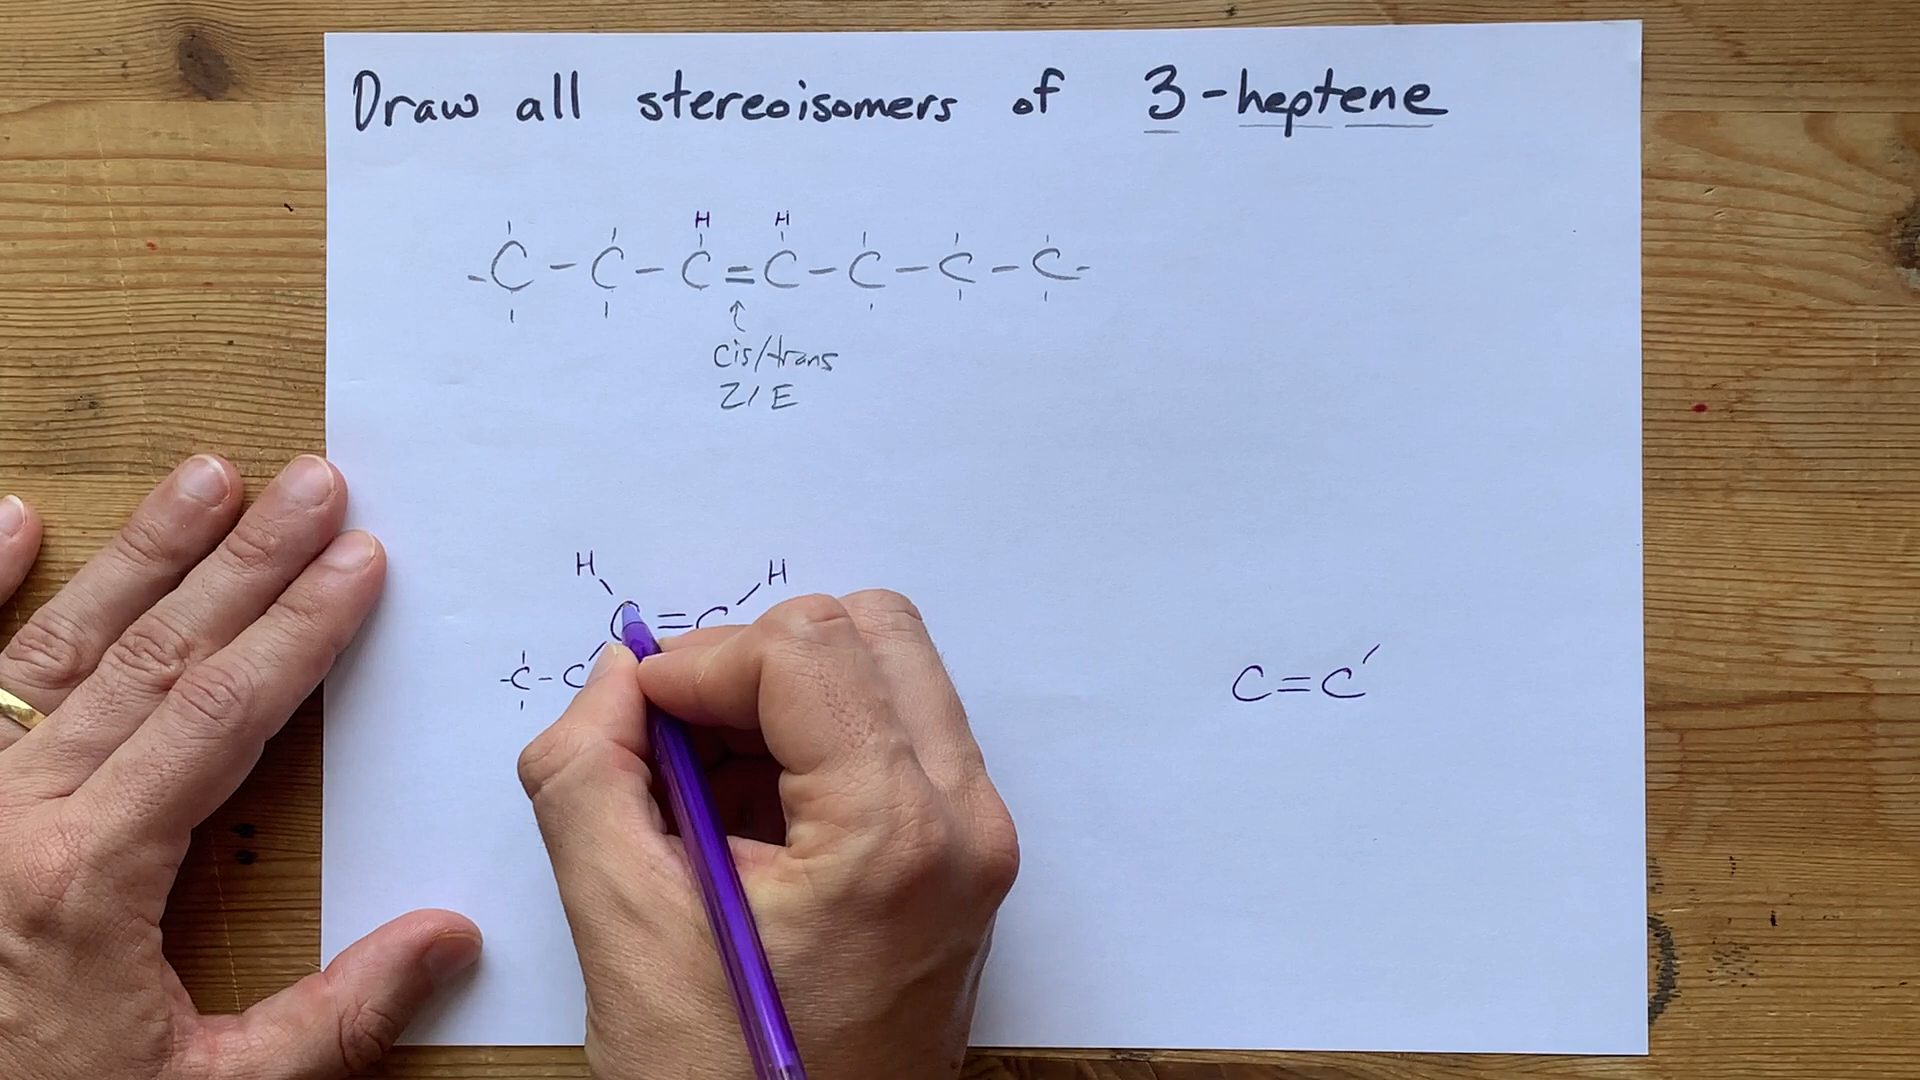 Draw all stereoisomers of 3-heptene
H H
-C-C-C=C-C-C-C-
↑
cis/trans
Z/E
H H
C=C
-C-C
C=C